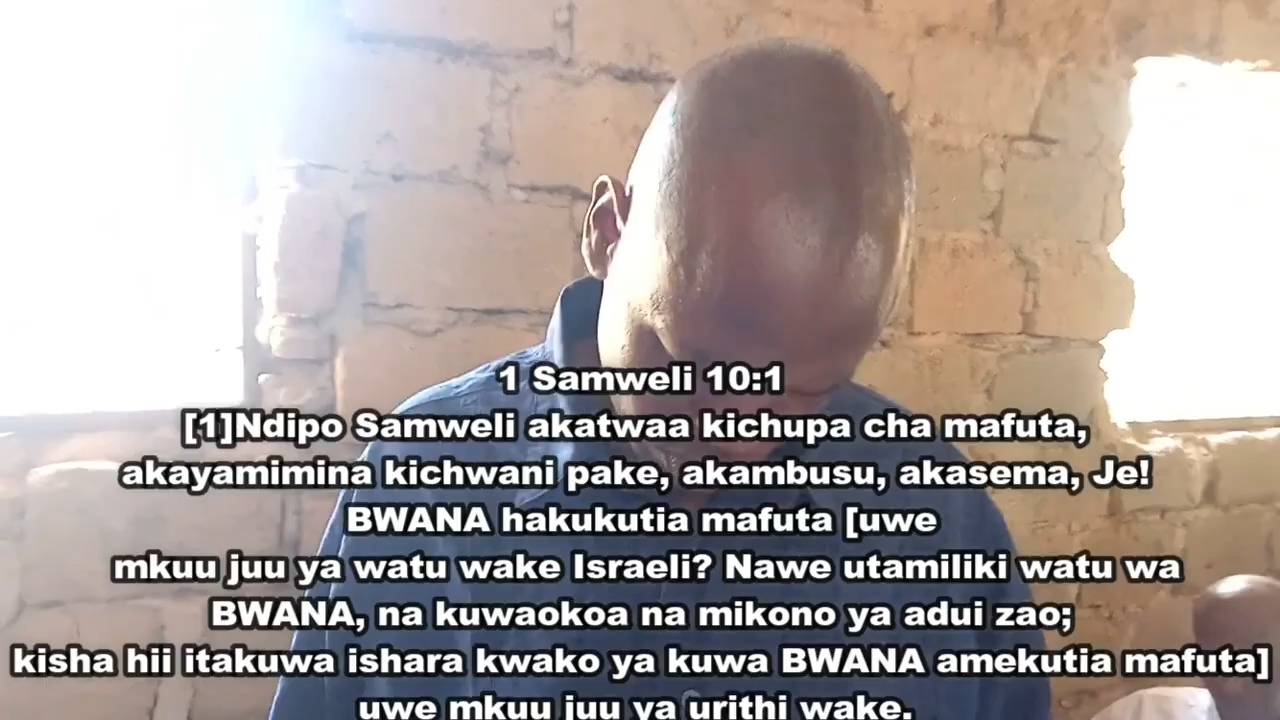 1 Samweli 10:1
[1]Ndipo Samweli akatwaa kichupa cha mafuta,
akayamimina kichwani pake, akambusu, akasema, Je!
BWANA hakukutia mafuta [uwe
mkuu juu ya watu wake Israeli? Nawe utamiliki watu wa
BWANA, na kuwaokoa na mikono ya adui zao;
kisha hii itakuwa ishara kwako ya kuwa BWANA amekutia mafuta]
uwe mkuu juu ya urithi wake.